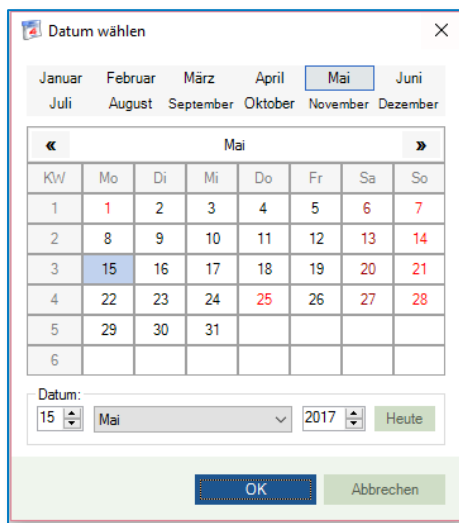 Datum wählen
Januar Februar März April Mai Juni
Juli August September Oktober November Dezember
« Mai »
KW Mo Di Mi Do Fr Sa So
1 1 2 3 4 5 6 7
2 8 9 10 11 12 13 14
3 15 16 17 18 19 20 21
4 22 23 24 25 26 27 28
5 29 30 31
6
Datum:
15 Mai 2017 Heute
OK Abbrechen